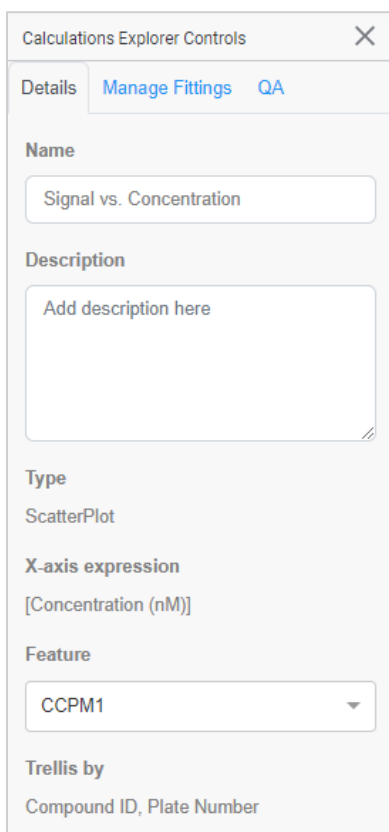 Calculations Explorer Controls
Details Manage Fittings QA
Name
Signal vs. Concentration
Description
Add description here
Type
ScatterPlot
X-axis expression
[Concentration (nM)]
Feature
CCPM1
Trellis by
Compound ID, Plate Number